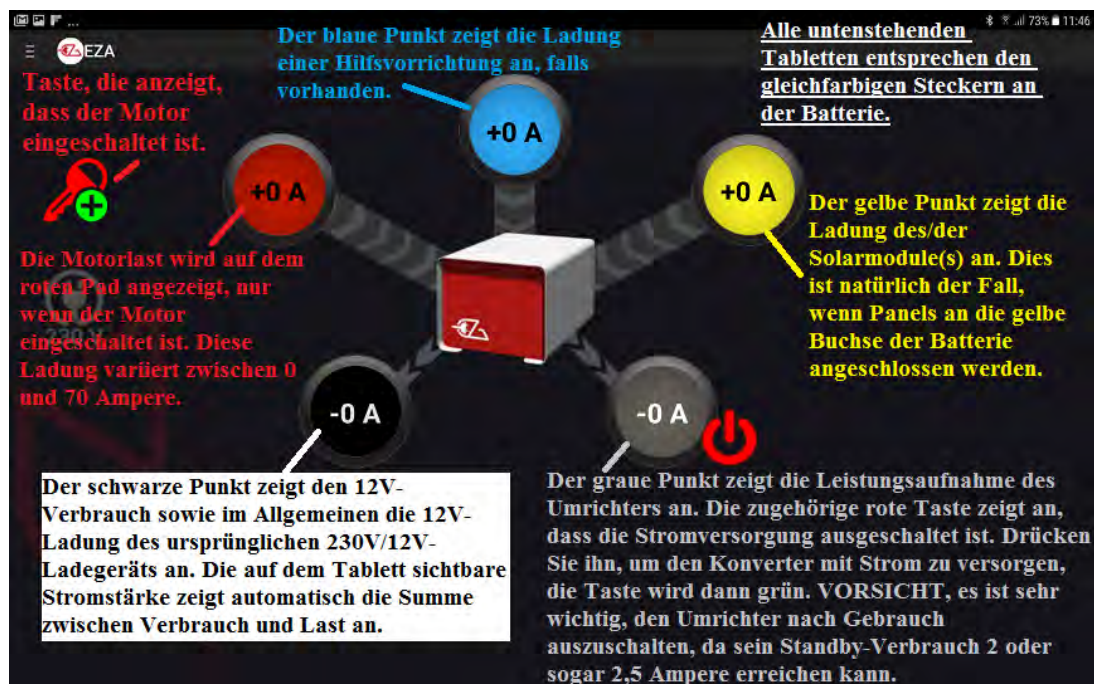 73% 11:46
EZA
Der blaue Punkt zeigt die Ladung
einer Hilfsvorrichtung an, falls
vorhanden.
Alle untenstehenden
Tabletten entsprechen den
gleichfarbigen Steckern an
der Batterie.
Taste, die anzeigt,
dass der Motor
eingeschaltet ist.
+0 A
+0 A
+0 A
Der gelbe Punkt zeigt die
Ladung des/der
Solarmodule(s) an. Dies
ist natürlich der Fall,
wenn Panels an die gelbe
Buchse der Batterie
angeschlossen werden.
Die Motorlast wird auf dem
roten Pad angezeigt, nur
wenn der Motor
eingeschaltet ist. Diese
Ladung variiert zwischen 0
und 70 Ampere.
230 V
-0 A
-0 A
Der schwarze Punkt zeigt den 12V-
Verbrauch sowie im Allgemeinen die 12V-
Ladung des ursprünglichen 230V/12V-
Ladegeräts an. Die auf dem Tablett sichtbare
Stromstärke zeigt automatisch die Summe
zwischen Verbrauch und Last an.
Der graue Punkt zeigt die Leistungsaufnahme des
Umrichters an. Die zugehörige rote Taste zeigt an,
dass die Stromversorgung ausgeschaltet ist. Drücken
Sie ihn, um den Konverter mit Strom zu versorgen,
die Taste wird dann grün. VORSICHT, es ist sehr
wichtig, den Umrichter nach Gebrauch
auszuschalten, da sein Standby-Verbrauch 2 oder
sogar 2,5 Ampere erreichen kann.